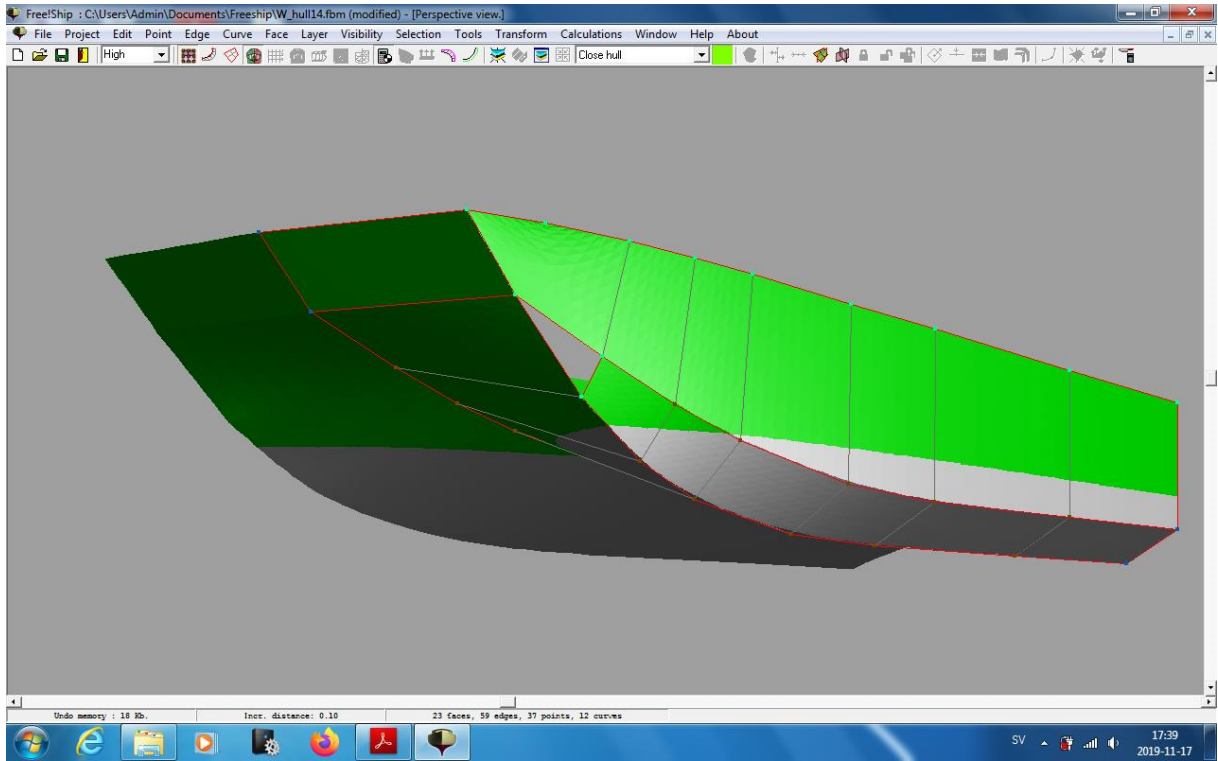 Free!Ship : C:\Users\Admin\Documents\Freeship\W_hull14.fbm (modified) - [Perspective view.]
File Project Edit Point Edge Curve Face Layer Visibility Selection Tools Transform Calculations Window Help About
High Close hull
Undo memory : 18 Kb. Incr. distance: 0.10 23 faces, 59 edges, 37 points, 12 curves
SV 17:39
2019-11-17